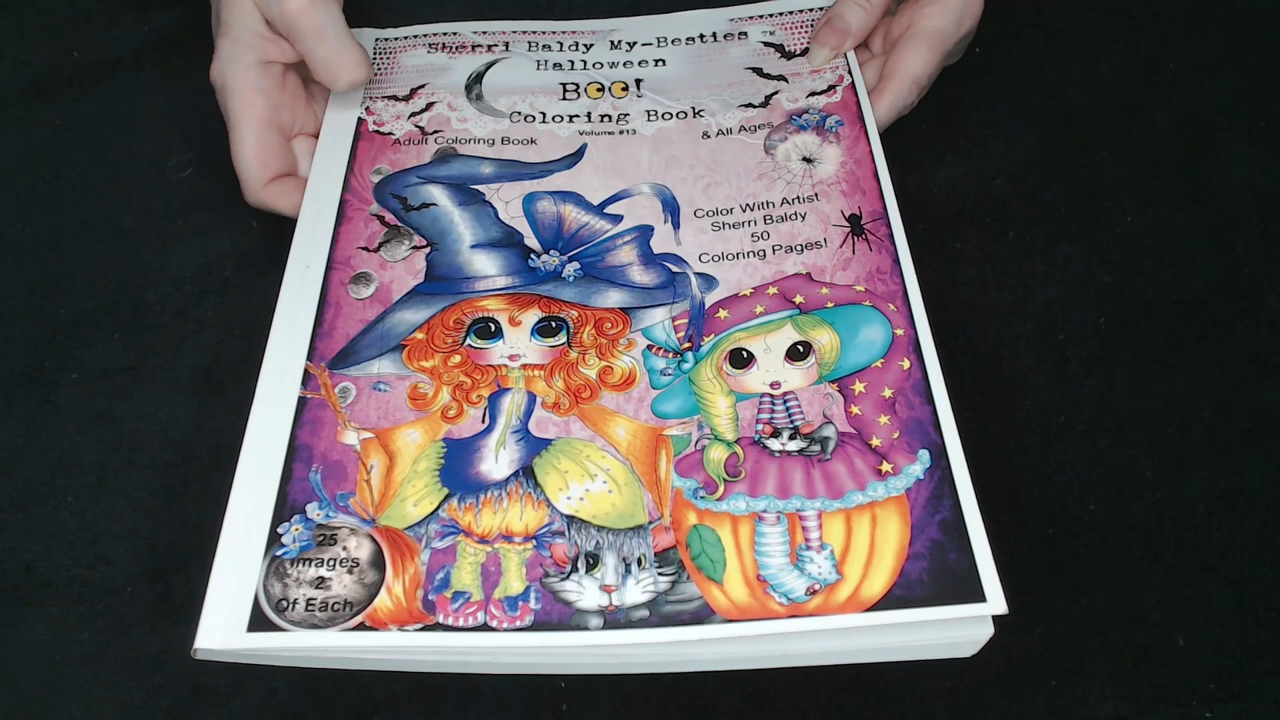 Sherri Baldy My-Besties ™
Halloween
BOO!
Coloring Book
Volume #13
Adult Coloring Book
& All Ages
Color With Artist
Sherri Baldy
50
Coloring Pages!
25
Images
2
Of Each